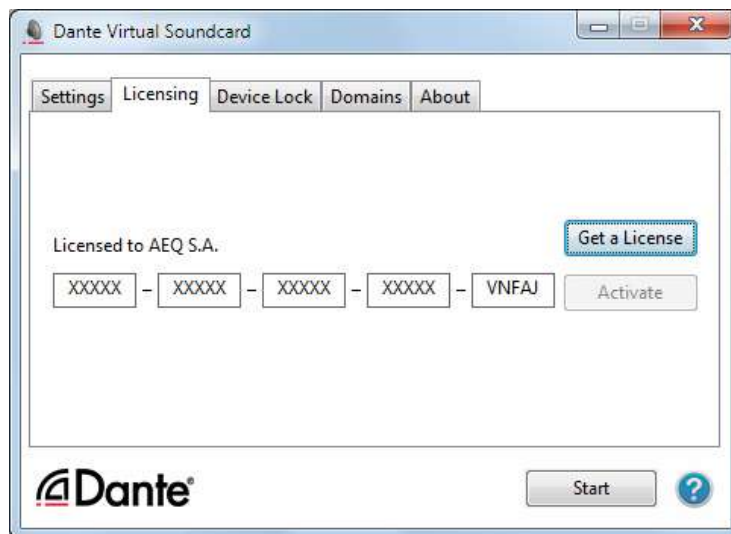 Dante Virtual Soundcard
Settings Licensing Device Lock Domains About
Get a License
Licensed to AEQ S.A.
XXXXX – XXXXX – XXXXX – XXXXX – VNFAJ Activate
Dante® Start ?